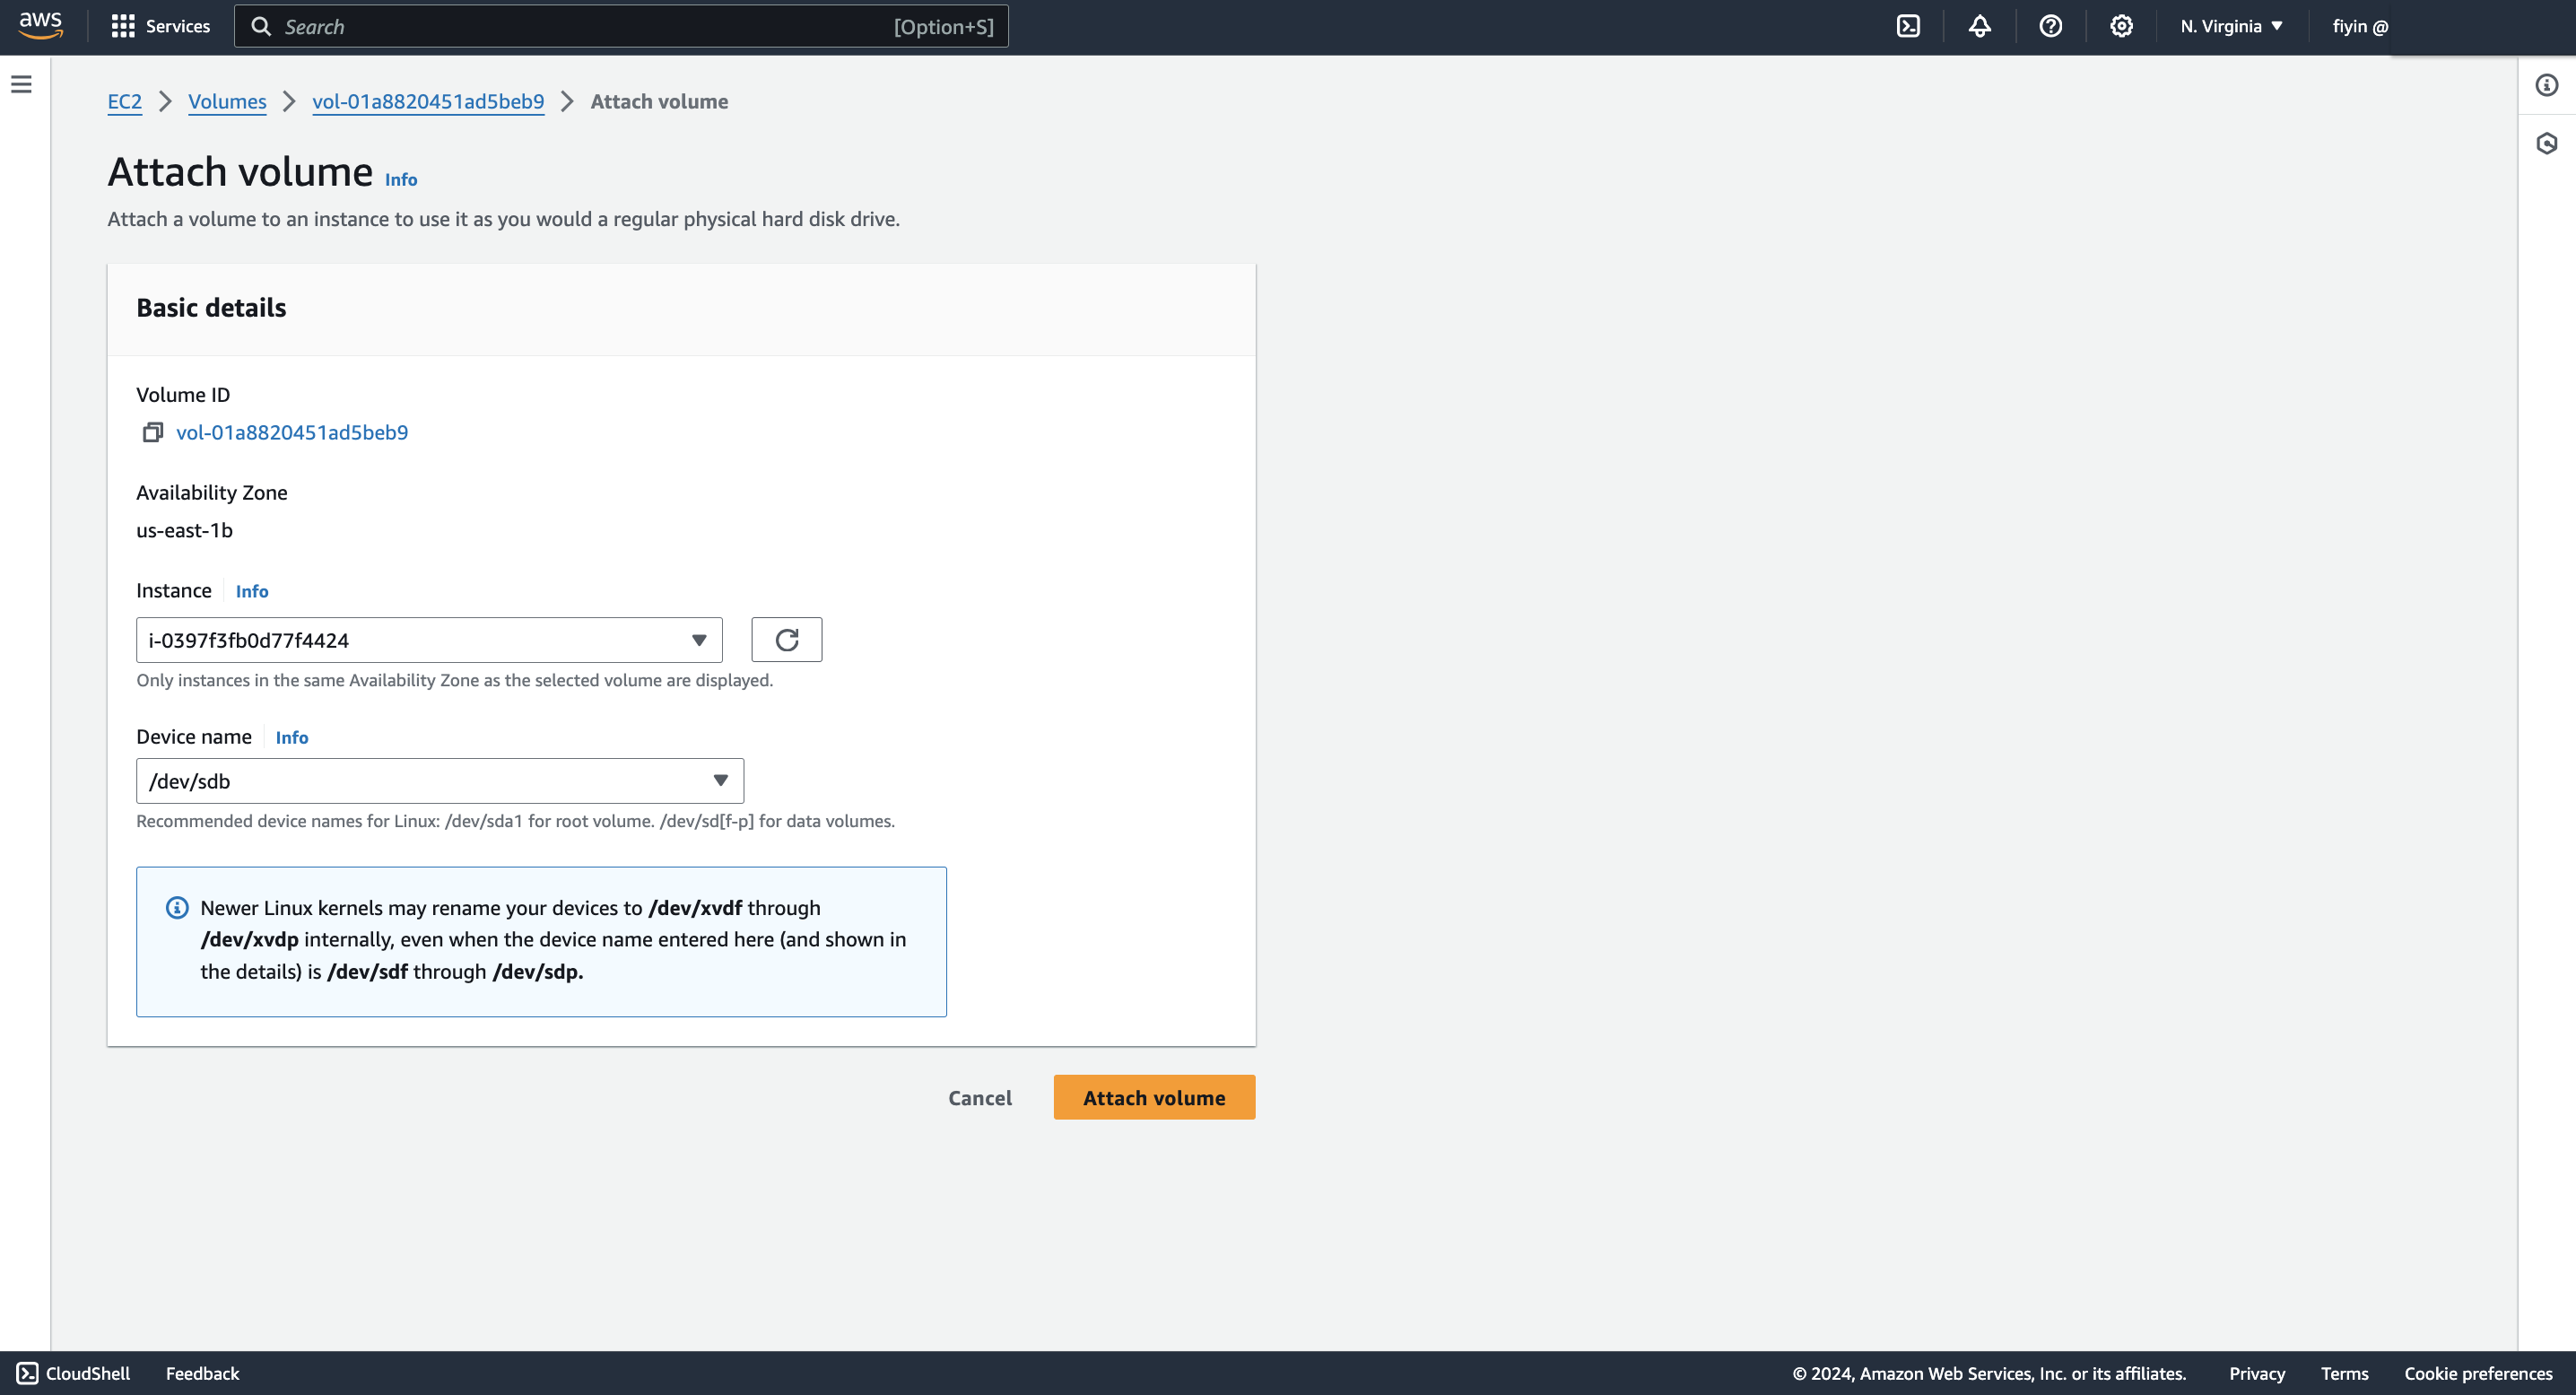 aws
Services
Search
[Option+S]
N. Virginia
fiyin @
EC2
Volumes
vol-01a8820451ad5beb9
Attach volume
Attach volume Info
Attach a volume to an instance to use it as you would a regular physical hard disk drive.
Basic details
Volume ID
vol-01a8820451ad5beb9
Availability Zone
us-east-1b
Instance Info
i-0397f3fb0d77f4424
Only instances in the same Availability Zone as the selected volume are displayed.
Device name Info
/dev/sdb
Recommended device names for Linux: /dev/sda1 for root volume. /dev/sd[f-p] for data volumes.
Newer Linux kernels may rename your devices to /dev/xvdf through
/dev/xvdp internally, even when the device name entered here (and shown in
the details) is /dev/sdf through /dev/sdp.
Cancel
Attach volume
CloudShell
Feedback
© 2024, Amazon Web Services, Inc. or its affiliates.
Privacy
Terms
Cookie preferences